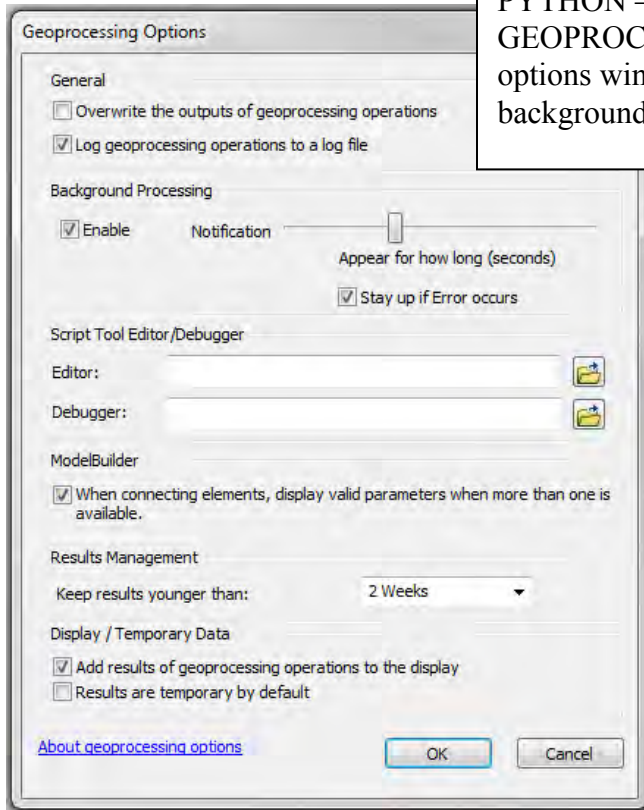 PYTHON –
GEOPROC
options win
background
Geoprocessing Options
General
Overwrite the outputs of geoprocessing operations
Log geoprocessing operations to a log file
Background Processing
Enable
Notification
Appear for how long (seconds)
Stay up if Error occurs
Script Tool Editor/Debugger
Editor:
Debugger:
ModelBuilder
When connecting elements, display valid parameters when more than one is
available.
Results Management
Keep results younger than:
2 Weeks
Display / Temporary Data
Add results of geoprocessing operations to the display
Results are temporary by default
About geoprocessing options
OK
Cancel